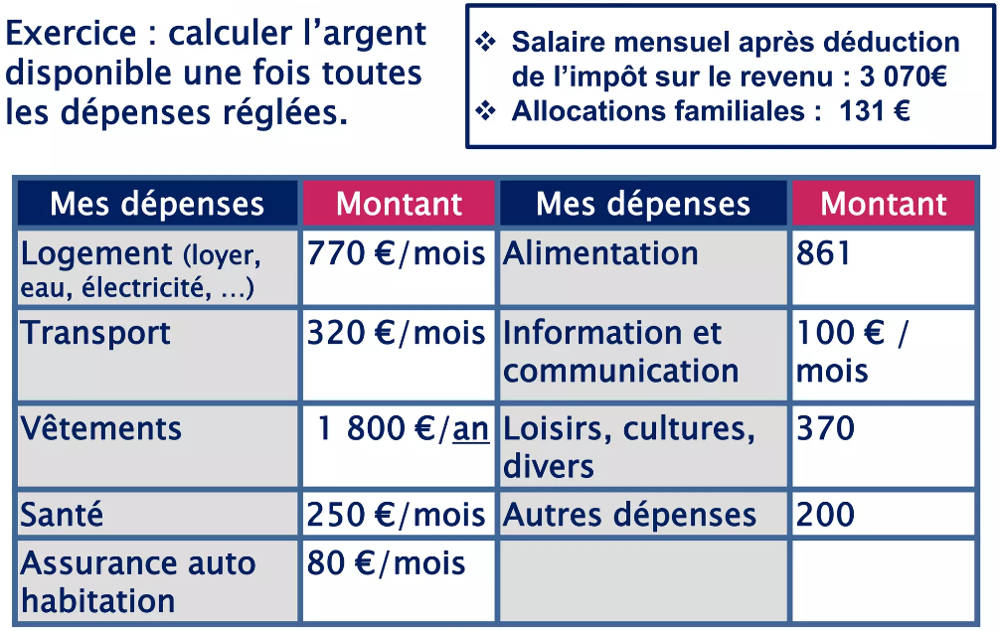 Exercice : calculer l'argent
disponible une fois toutes
les dépenses réglées.
❖ Salaire mensuel après déduction
de l'impôt sur le revenu : 3 070€
❖ Allocations familiales : 131 €
Mes dépenses Montant Mes dépenses Montant
Logement (loyer, 770 €/mois Alimentation 861
eau, électricité, …)
Transport 320 €/mois Information et 100 € /
communication mois
Vêtements 1 800 €/an Loisirs, cultures, 370
divers
Santé 250 €/mois Autres dépenses 200
Assurance auto 80 €/mois
habitation